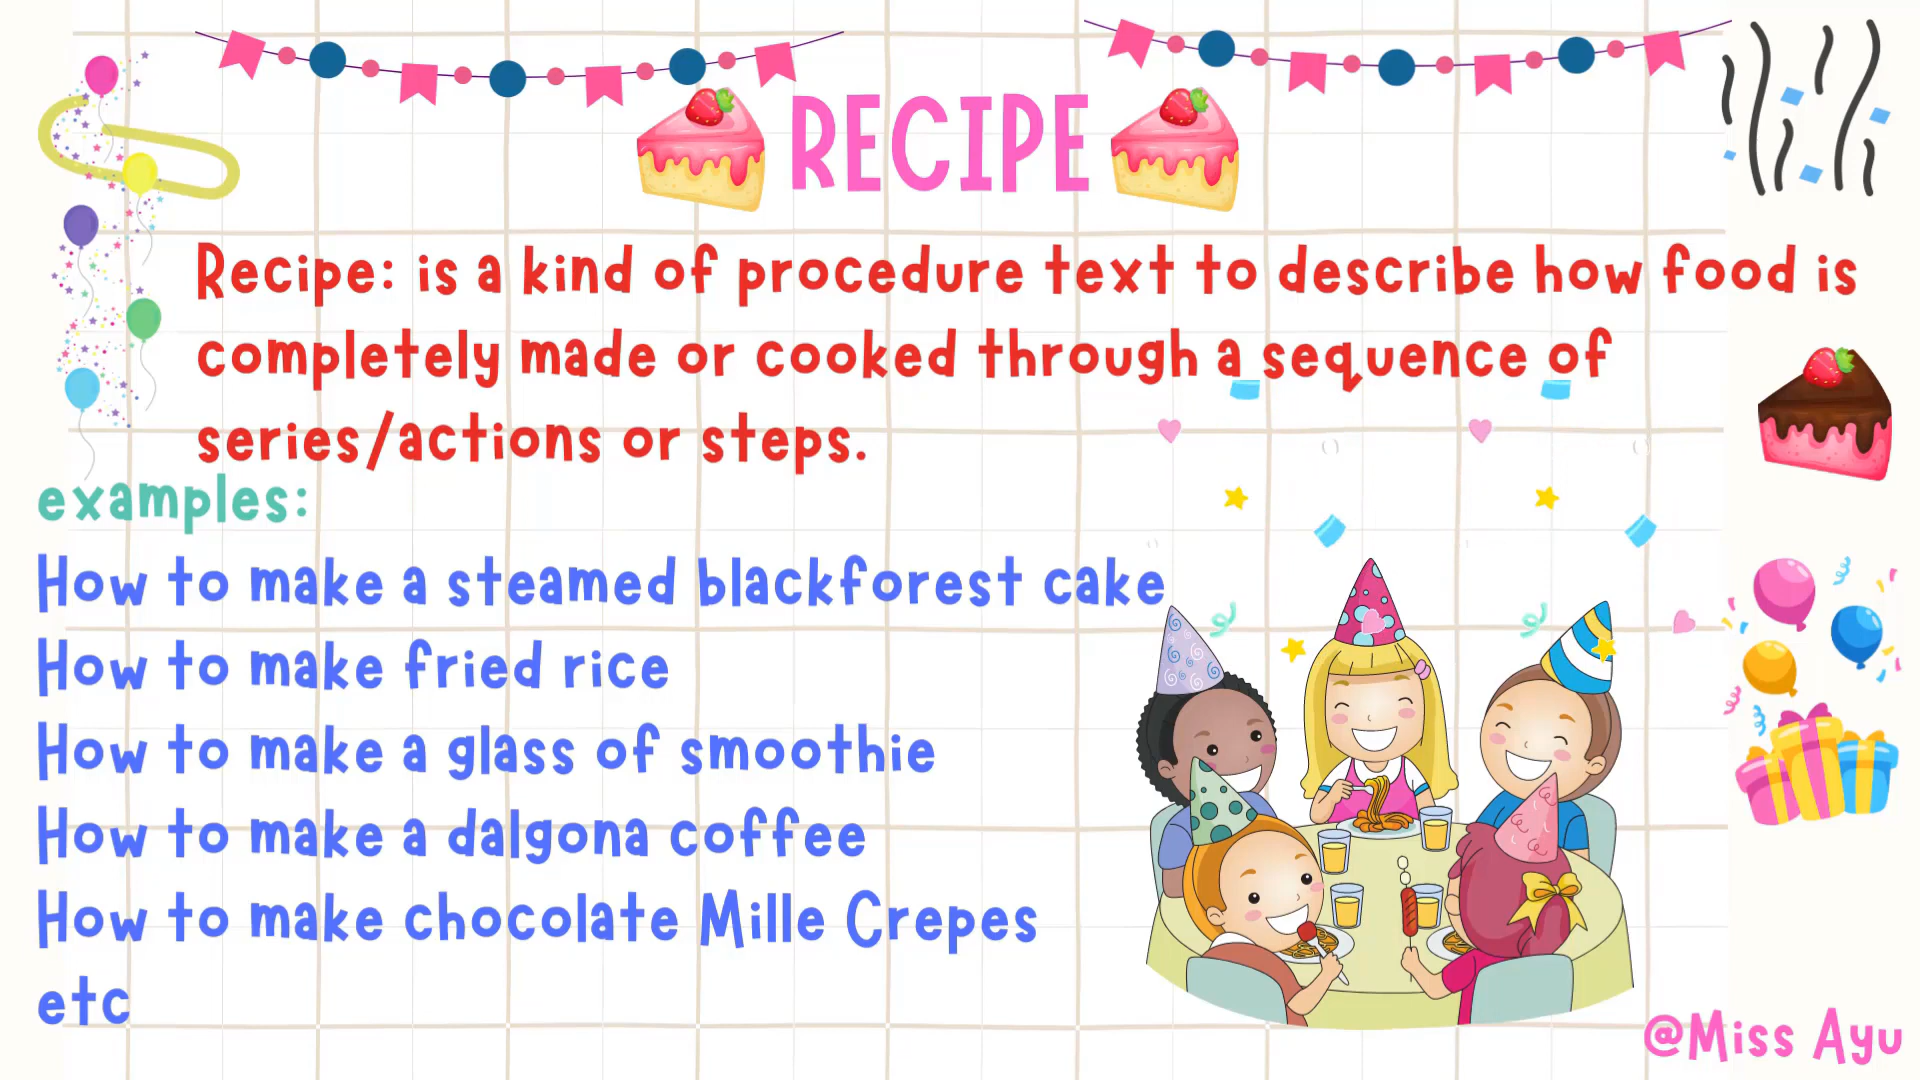 RECIPE
Recipe: is a kind of procedure text to describe how food is
completely made or cooked through a sequence of
series/actions or steps.
examples:
How to make a steamed blackforest cake
How to make fried rice
How to make a glass of smoothie
How to make a dalgona coffee
How to make chocolate Mille Crepes
etc
@Miss Ayu